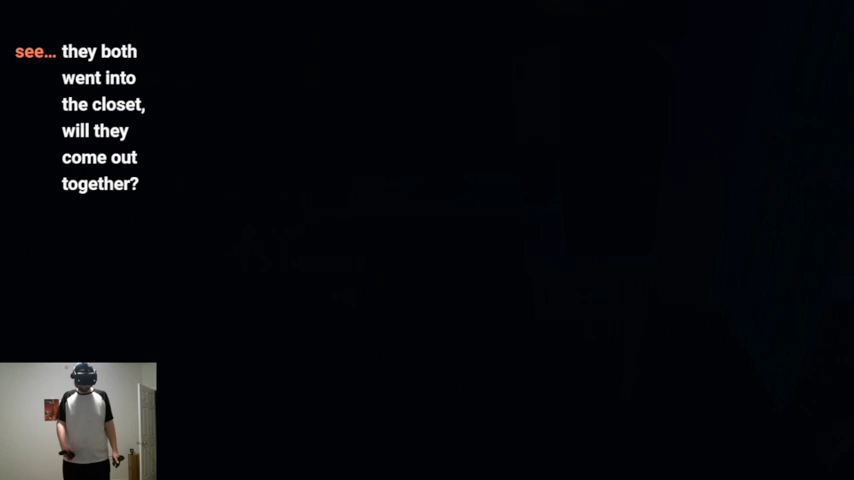 see... they both
went into
the closet,
will they
come out
together?